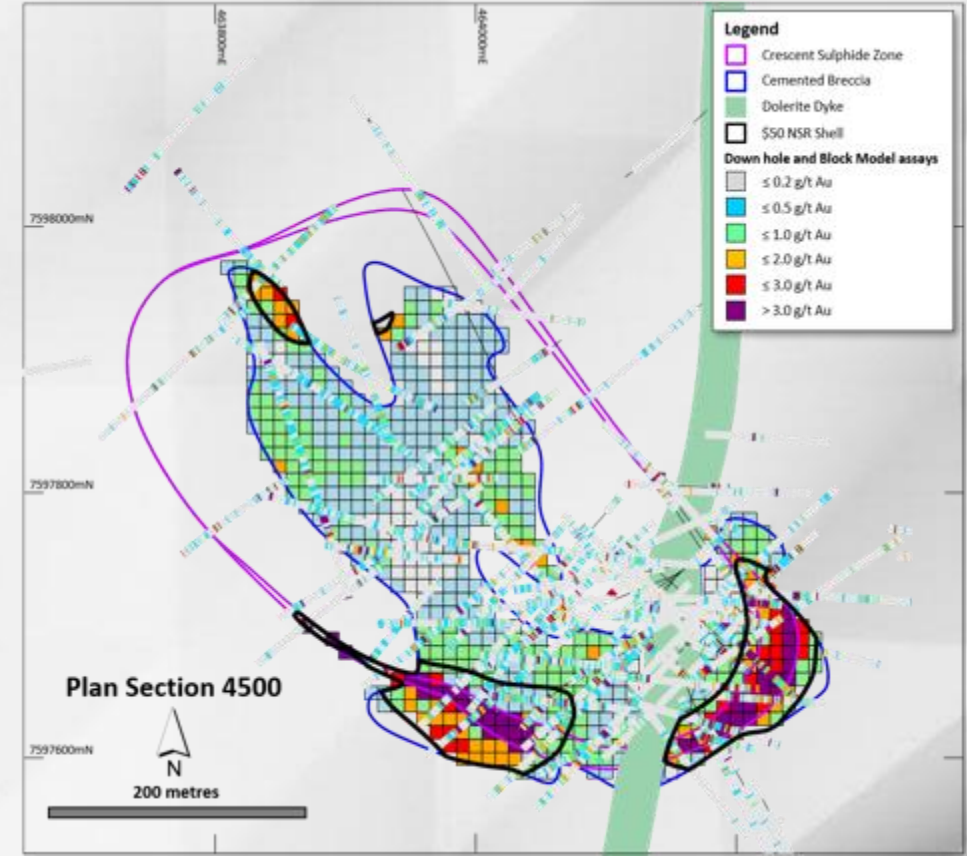 461800mE
464000mE
Legend
Crescent Sulphide Zone
Cemented Breccia
Dolerite Dyke
$50 NSR Shell
Down hole and Block Model assays
≤ 0.2 g/t Au
≤ 0.5 g/t Au
≤ 1.0 g/t Au
≤ 2.0 g/t Au
≤ 3.0 g/t Au
> 3.0 g/t Au
7598000mN
7597800mN
Plan Section 4500
N
200 metres
7597600mN